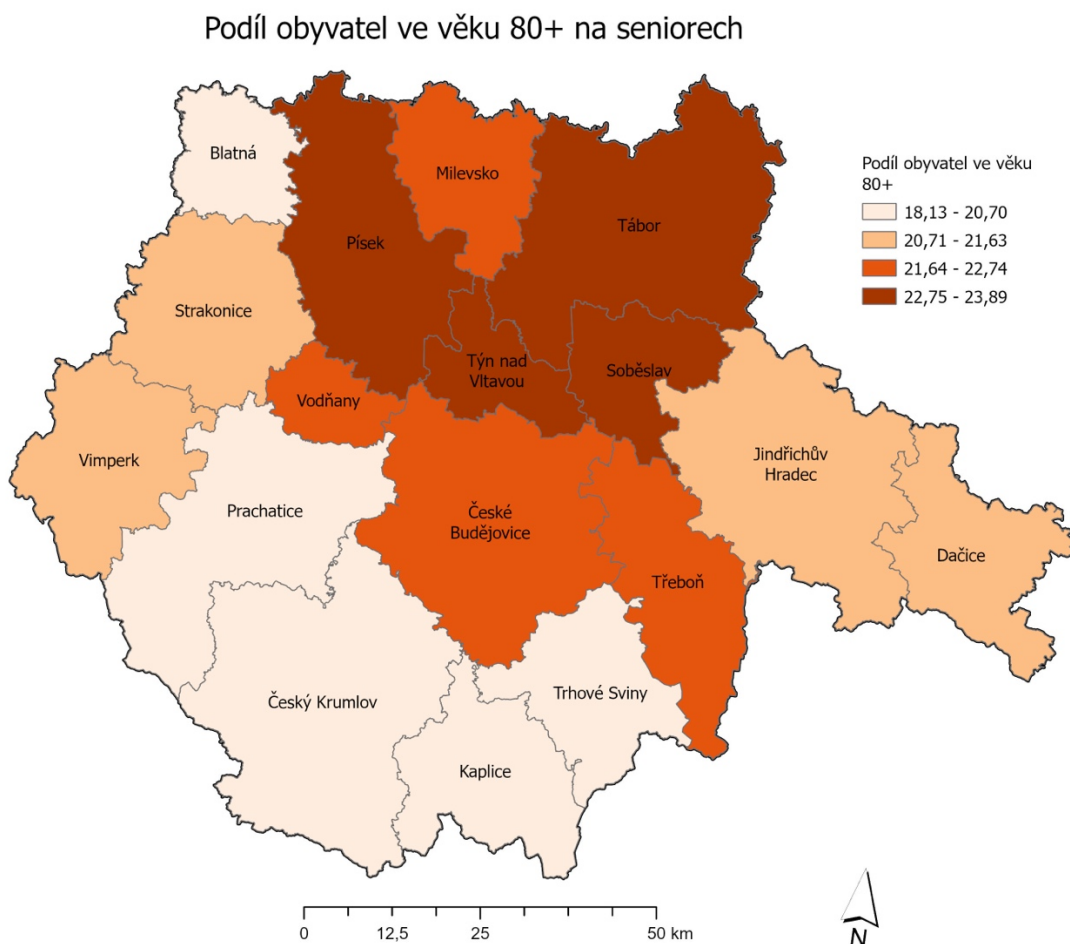 Podíl obyvatel ve věku 80+ na seniorech
Blatná
Milevsko
Písek
Tábor
Strakonice
Týn nad
Vltavou
Soběslav
Vodňany
Vimperk
Jindřichův
Hradec
Prachatice
České
Budějovice
Dačice
Třeboň
Český Krumlov
Trhové Sviny
Kaplice
Podíl obyvatel ve věku
80+
18,13 - 20,70
20,71 - 21,63
21,64 - 22,74
22,75 - 23,89
0 12,5 25 50 km
N